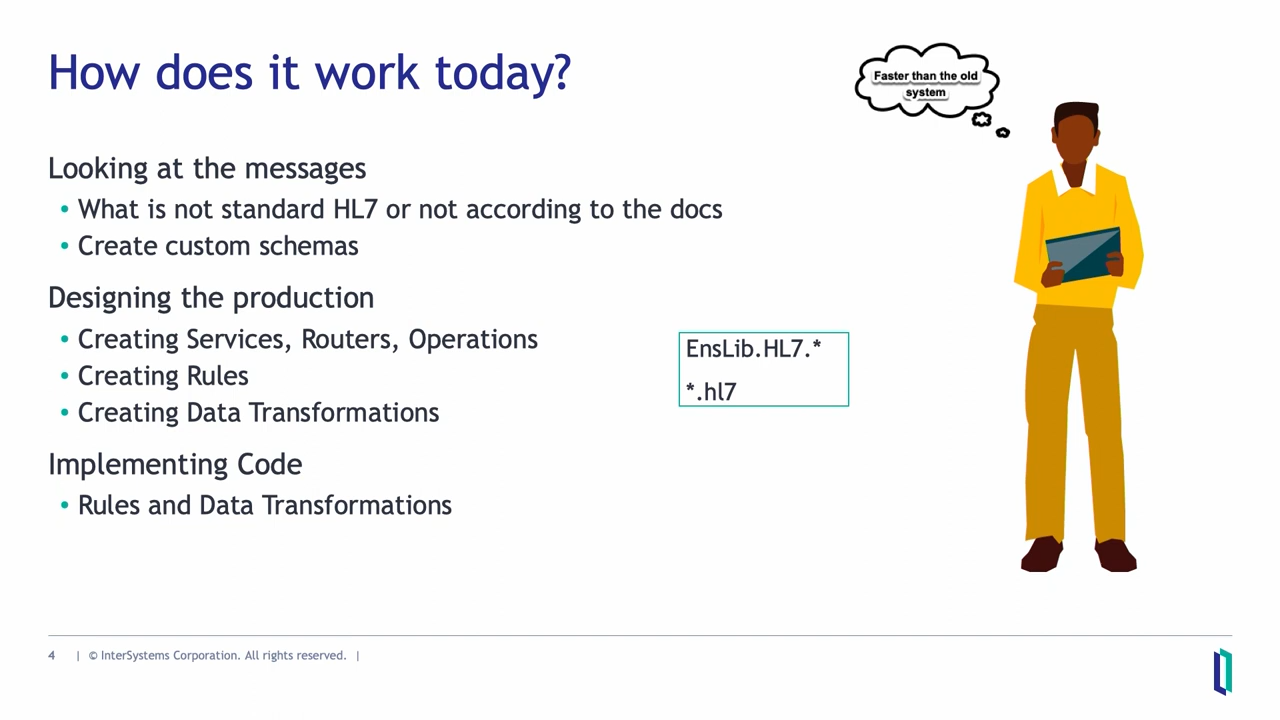 How does it work today?
Faster than the old
system
Looking at the messages
• What is not standard HL7 or not according to the docs
• Create custom schemas
Designing the production
• Creating Services, Routers, Operations
• Creating Rules
• Creating Data Transformations
EnsLib.HL7.*
*.hl7
Implementing Code
• Rules and Data Transformations
4 | © InterSystems Corporation. All rights reserved. |